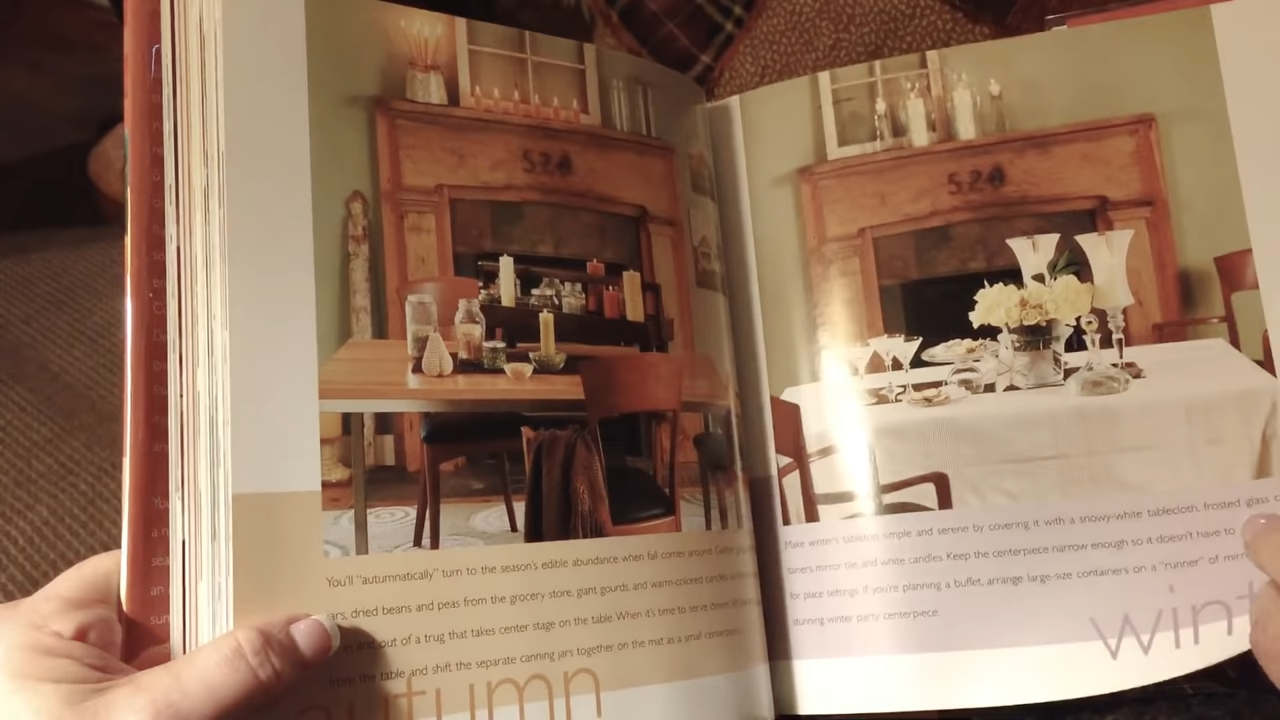 524
You'll "autumnatically" turn to the season's edible abundance when fall comes around.
dried beans and peas from the grocery store, giant gourds, and warm-colored candles
and out of a trug that takes center stage on the table. When it's time to serve dinner,
from the table and shift the separate canning jars together on the mat as a small centerpiece
autumn
524
Make winter's tabletop simple and serene by covering it with a snowy-white tablecloth, frosted glass
mirror tile, and white candles. Keep the centerpiece narrow enough so it doesn't have to
for place settings. If you're planning a buffet, arrange large-size containers on a "runner" of
stunning winter party centerpiece.
wint